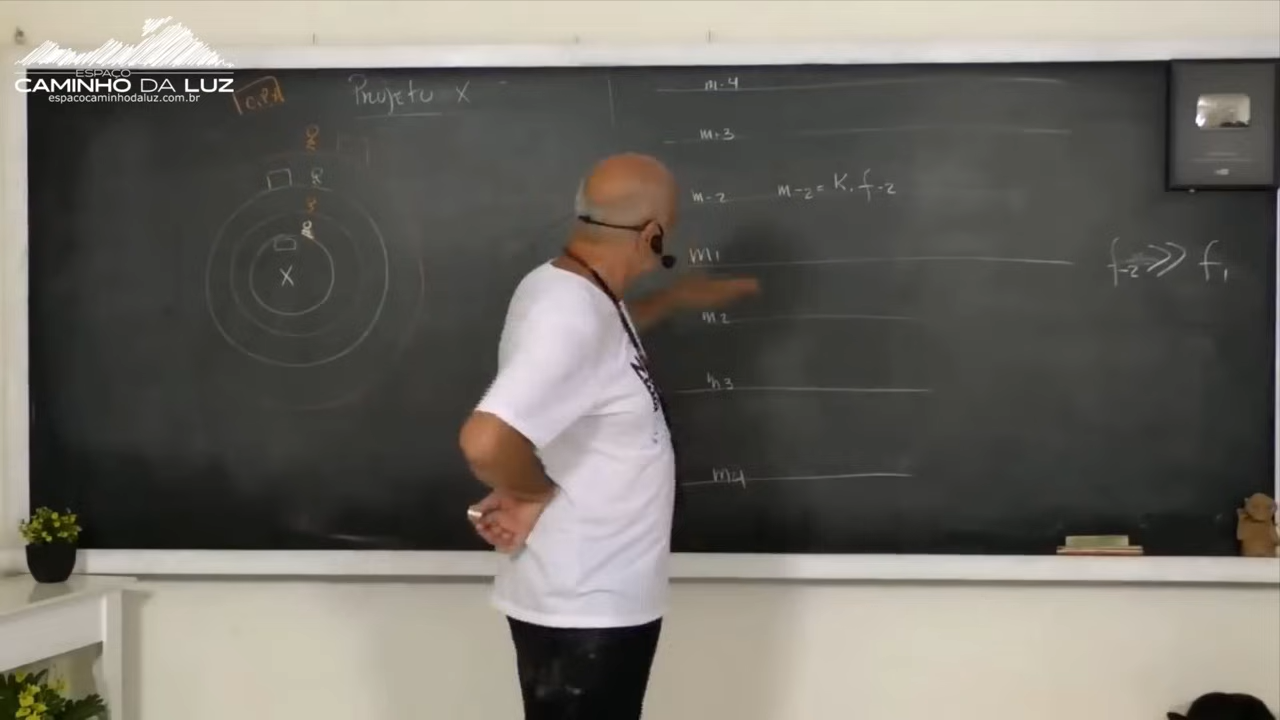 ESPAÇO
CAMINHO DA LUZ
espacocaminhodaluz.com.br
Projeto X
X
m-4
m-3
m-2 m-2 = K. f-2
m1
m2
m3
m4
f-2 >> f1